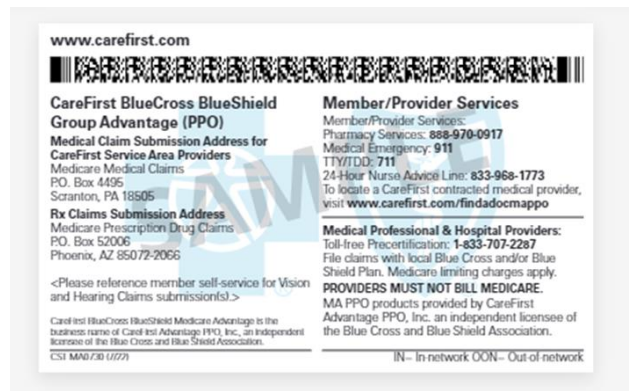 www.carefirst.com
CareFirst BlueCross BlueShield
Group Advantage (PPO)
Medical Claim Submission Address for
CareFirst Service Area Providers
Medicare Medical Claims
P.O. Box 4495
Scranton, PA 18505
Rx Claims Submission Address
Medicare Prescription Drug Claims
P.O. Box 52006
Phoenix, AZ 85072-2066
<Please reference member self-service for Vision
and Hearing Claims submission(s).>
CareFirst BlueCross BlueShield Medicare Advantage is the
business name of CareFirst Advantage PPO, Inc., an independent
licensee of the Blue Cross and Blue Shield Association.
CST MA0730 (7/22)
Member/Provider Services
Member/Provider Services:
Pharmacy Services: 888-970-0917
Medical Emergency: 911
TTY/TDD: 711
24-Hour Nurse Advice Line: 833-968-1773
To locate a CareFirst contracted medical provider,
visit www.carefirst.com/findadocmappo
Medical Professional & Hospital Providers:
Toll-free Precertification: 1-833-707-2287
File claims with local Blue Cross and/or Blue
Shield Plan. Medicare limiting charges apply.
PROVIDERS MUST NOT BILL MEDICARE.
MA PPO products provided by CareFirst
Advantage PPO, Inc. an independent licensee of
the Blue Cross and Blue Shield Association.
IN– In-network OON– Out-of-network
SAMPLE